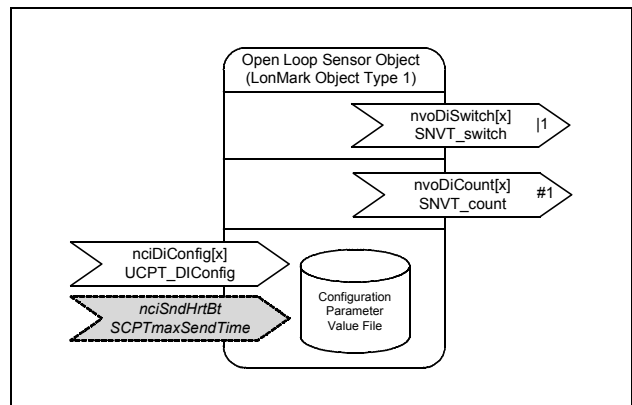 Open Loop Sensor Object
(LonMark Object Type 1)
nvoDiSwitch[x] |1
SNVT_switch
nvoDiCount[x] #1
SNVT_count
nciDiConfig[x]
UCPT_DIConfig
nciSndHrtBt
SCPTmaxSendTime
Configuration
Parameter
Value File